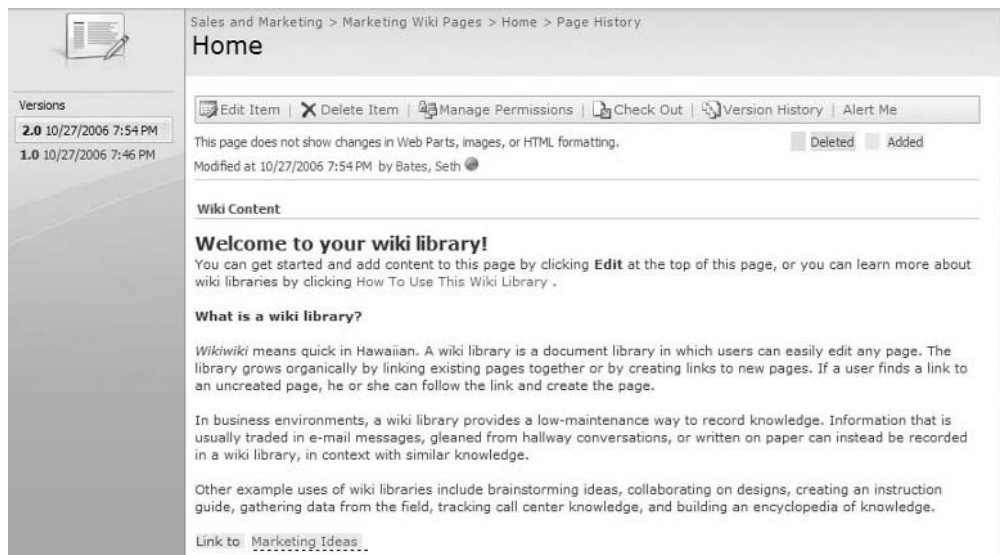 Sales and Marketing > Marketing Wiki Pages > Home > Page History
Home
Versions
2.0 10/27/2006 7:54 PM
1.0 10/27/2006 7:46 PM
Edit Item | Delete Item | Manage Permissions | Check Out | Version History | Alert Me
This page does not show changes in Web Parts, images, or HTML formatting.
Deleted Added
Modified at 10/27/2006 7:54 PM by Bates, Seth
Wiki Content
Welcome to your wiki library!
You can get started and add content to this page by clicking Edit at the top of this page, or you can learn more about
wiki libraries by clicking How To Use This Wiki Library .
What is a wiki library?
Wikiwiki means quick in Hawaiian. A wiki library is a document library in which users can easily edit any page. The
library grows organically by linking existing pages together or by creating links to new pages. If a user finds a link to
an uncreated page, he or she can follow the link and create the page.
In business environments, a wiki library provides a low-maintenance way to record knowledge. Information that is
usually traded in e-mail messages, gleaned from hallway conversations, or written on paper can instead be recorded
in a wiki library, in context with similar knowledge.
Other example uses of wiki libraries include brainstorming ideas, collaborating on designs, creating an instruction
guide, gathering data from the field, tracking call center knowledge, and building an encyclopedia of knowledge.
Link to Marketing Ideas